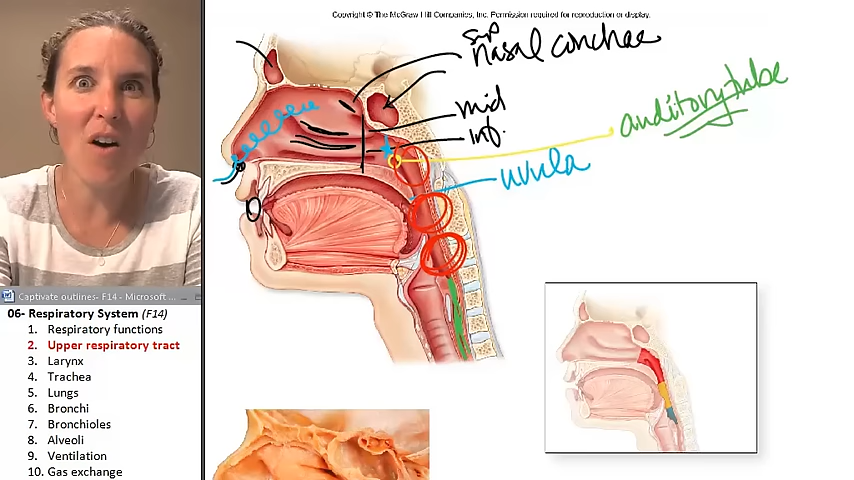 Copyright © The McGraw Hill Companies, Inc. Permission required for reproduction or display.
sup
nasal conchae
mid
inf.
auditory tube
uvula
Captivate outlines- F14 - Microsoft ...
06- Respiratory System (F14)
1. Respiratory functions
2. Upper respiratory tract
3. Larynx
4. Trachea
5. Lungs
6. Bronchi
7. Bronchioles
8. Alveoli
9. Ventilation
10. Gas exchange